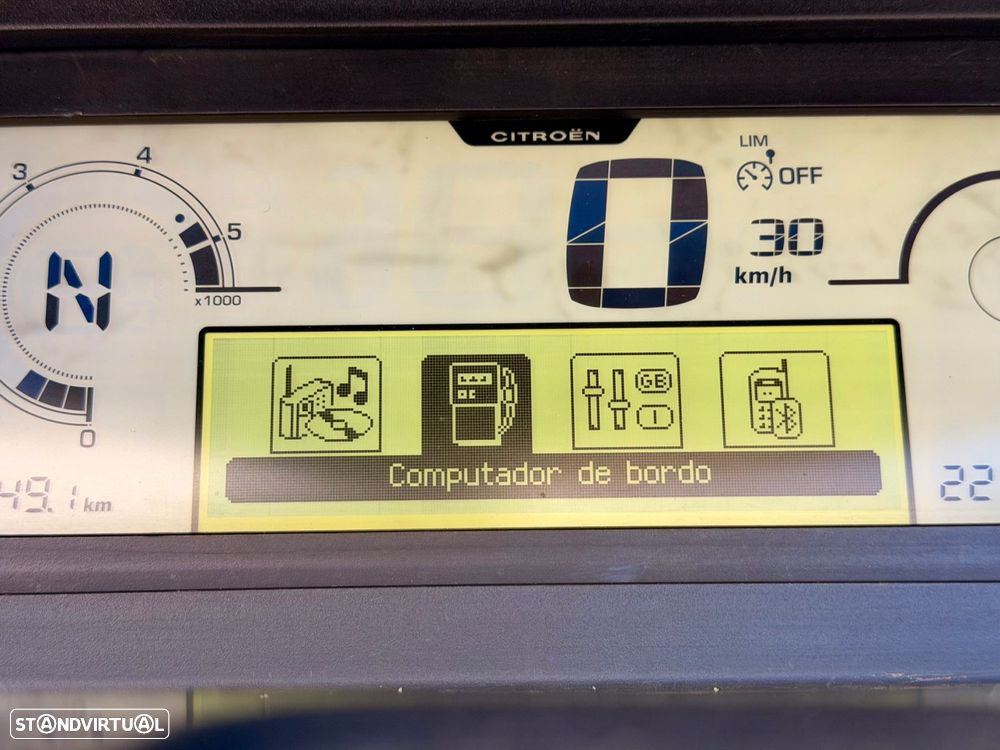 CITROËN
LIM
OFF
3
4
5
x1000
0
N
0
30
km/h
GB
I
Computador de bordo
49.1 km
22
STANDVIRTUAL